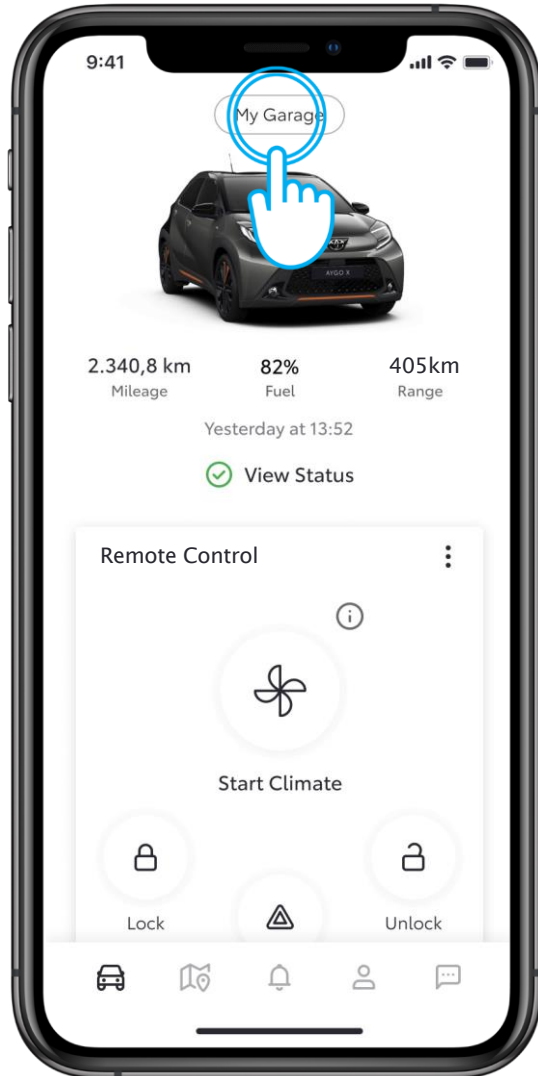 9:41
My Garage
AYGO X
2.340,8 km 82% 405km
Mileage Fuel Range
Yesterday at 13:52
View Status
Remote Control
Start Climate
Lock Unlock